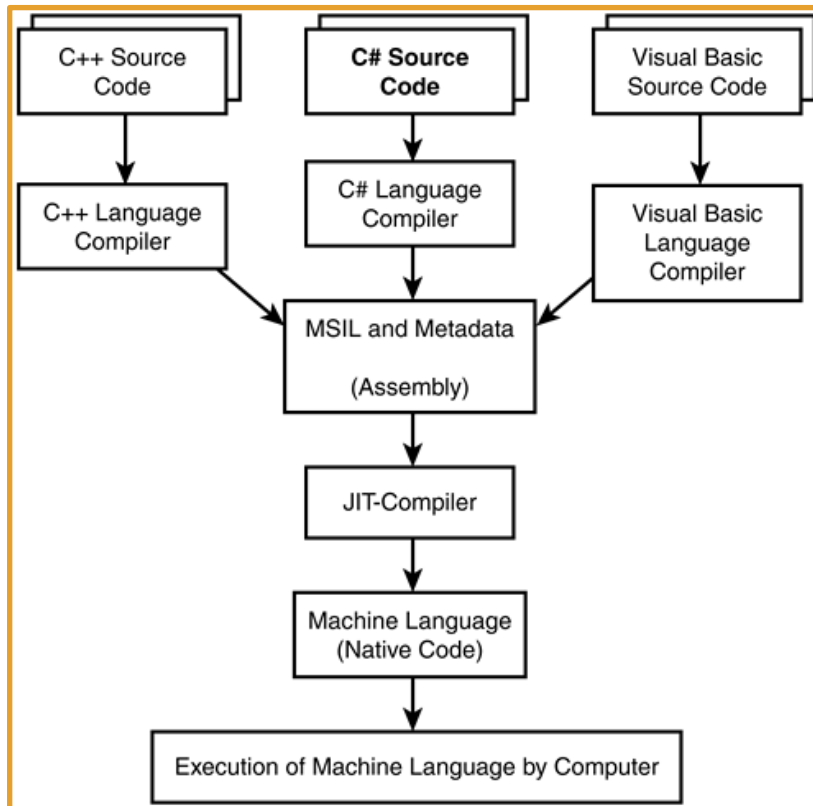 C++ Source
Code
C# Source
Code
Visual Basic
Source Code
C++ Language
Compiler
C# Language
Compiler
Visual Basic
Language
Compiler
MSIL and Metadata
(Assembly)
JIT-Compiler
Machine Language
(Native Code)
Execution of Machine Language by Computer